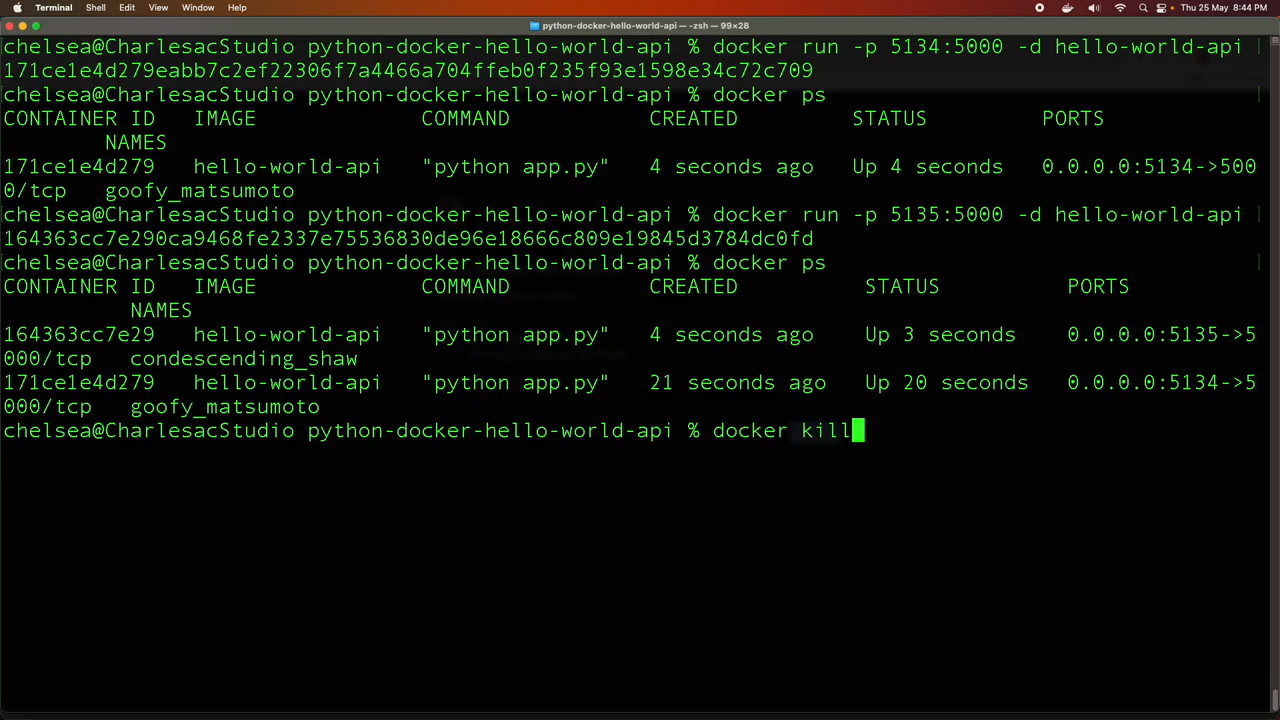 Terminal Shell Edit View Window Help Thu 25 May 8:44 PM
python-docker-hello-world-api — -zsh — 99×28
chelsea@CharlesacStudio python-docker-hello-world-api % docker run -p 5134:5000 -d hello-world-api
171ce1e4d279eabb7c2ef22306f7a4466a704ffeb0f235f93e1598e34c72c709
chelsea@CharlesacStudio python-docker-hello-world-api % docker ps
CONTAINER ID IMAGE COMMAND CREATED STATUS PORTS
NAMES
171ce1e4d279 hello-world-api "python app.py" 4 seconds ago Up 4 seconds 0.0.0.0:5134->500
0/tcp goofy_matsumoto
chelsea@CharlesacStudio python-docker-hello-world-api % docker run -p 5135:5000 -d hello-world-api
164363cc7e290ca9468fe2337e75536830de96e18666c809e19845d3784dc0fd
chelsea@CharlesacStudio python-docker-hello-world-api % docker ps
CONTAINER ID IMAGE COMMAND CREATED STATUS PORTS
NAMES
164363cc7e29 hello-world-api "python app.py" 4 seconds ago Up 3 seconds 0.0.0.0:5135->5
000/tcp condescending_shaw
171ce1e4d279 hello-world-api "python app.py" 21 seconds ago Up 20 seconds 0.0.0.0:5134->5
000/tcp goofy_matsumoto
chelsea@CharlesacStudio python-docker-hello-world-api % docker kill